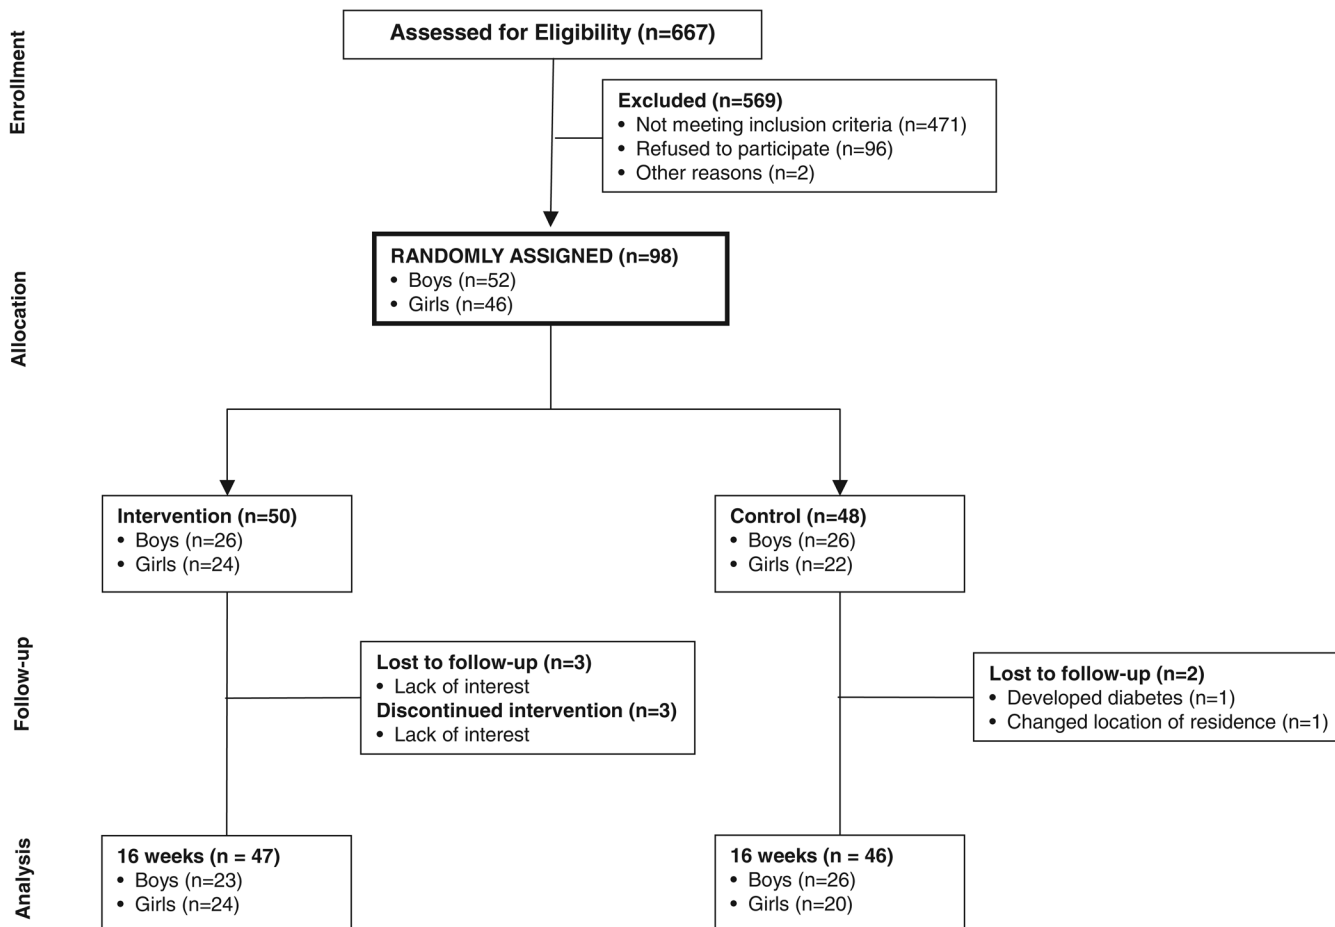 Enrollment
Assessed for Eligibility (n=667)
Excluded (n=569)
• Not meeting inclusion criteria (n=471)
• Refused to participate (n=96)
• Other reasons (n=2)
Allocation
RANDOMLY ASSIGNED (n=98)
• Boys (n=52)
• Girls (n=46)
Intervention (n=50)
• Boys (n=26)
• Girls (n=24)
Control (n=48)
• Boys (n=26)
• Girls (n=22)
Follow-up
Lost to follow-up (n=3)
• Lack of interest
Discontinued intervention (n=3)
• Lack of interest
Lost to follow-up (n=2)
• Developed diabetes (n=1)
• Changed location of residence (n=1)
Analysis
16 weeks (n = 47)
• Boys (n=23)
• Girls (n=24)
16 weeks (n = 46)
• Boys (n=26)
• Girls (n=20)